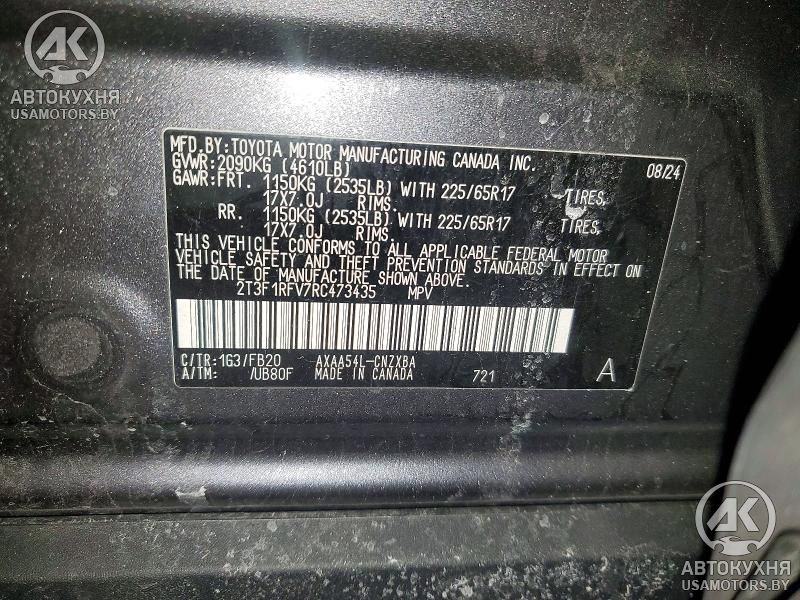 AK
АВТОКУХНЯ
USAMOTORS.BY
MFD.BY:TOYOTA MOTOR MANUFACTURING CANADA INC. 08/24
GVWR:2090KG (4610LB)
GAWR:FRT. 1150KG (2535LB) WITH 225/65R17 TIRES,
17X7.0J RIMS.
RR. 1150KG (2535LB) WITH 225/65R17 TIRES,
17X7.0J RIMS.
THIS VEHICLE CONFORMS TO ALL APPLICABLE FEDERAL MOTOR
VEHICLE SAFETY AND THEFT PREVENTION STANDARDS IN EFFECT ON
THE DATE OF MANUFACTURE SHOWN ABOVE.
2T3F1RFV7RC473435 MPV
C/TR:1G3/FB20 AXAA54L-CNZXBA
A/TM: /UB80F MADE IN CANADA 721 A
AK
АВТОКУХНЯ
USAMOTORS.BY